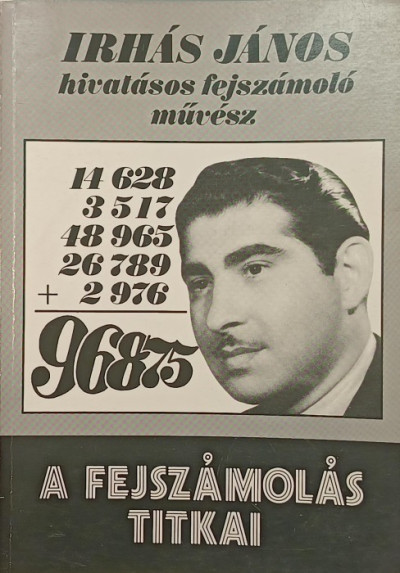 IRHÁS JÁNOS
hivatásos fejszámoló
művész
14 628
3 517
48 965
26 789
+ 2 976
96875
A FEJSZÁMOLÁS
TITKAI